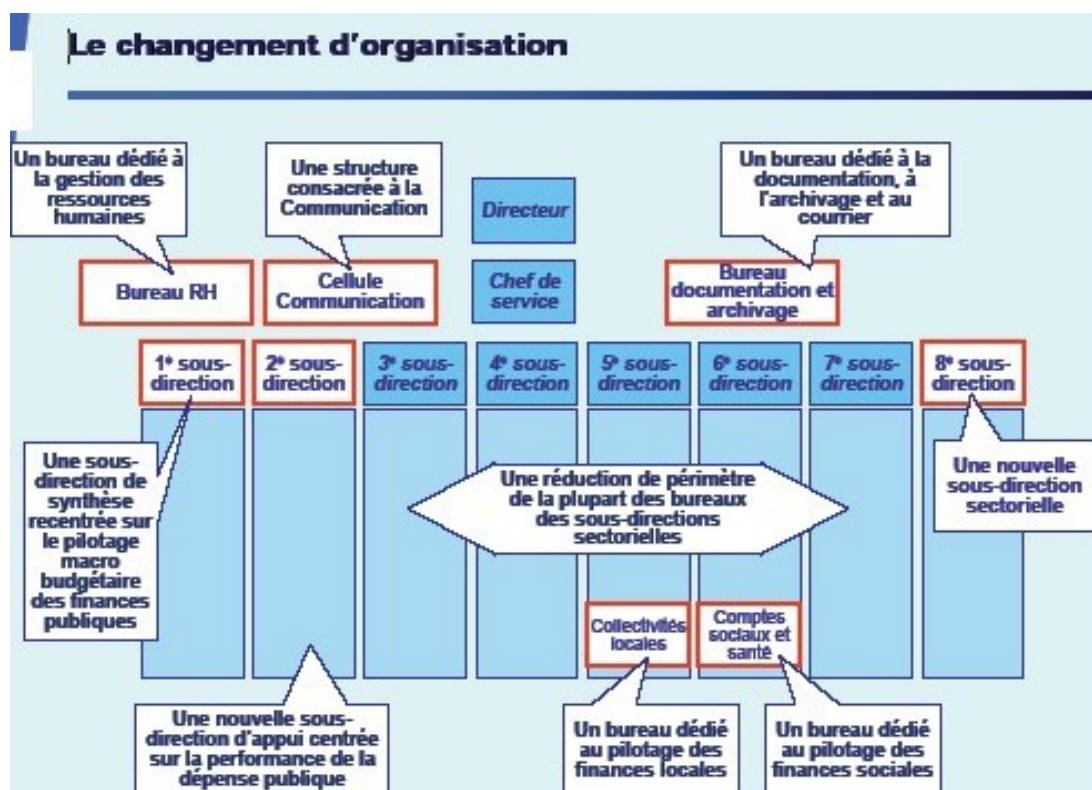 Le changement d'organisation
Un bureau dédié à
la gestion des
ressources
humaines
Une structure
consacrée à la
Communication
Directeur
Un bureau dédié à la
documentation, à
l'archivage et au
courrier
Bureau RH
Cellule
Communication
Chef de
service
Bureau
documentation et
archivage
1e sous-
direction
2e sous-
direction
3e sous-
direction
4e sous-
direction
5e sous-
direction
6e sous-
direction
7e sous-
direction
8e sous-
direction
Une sous-
direction de
synthèse
recentrée sur
le pilotage
macro
budgétaire
des finances
publiques
Une réduction de périmètre
de la plupart des bureaux
des sous-directions
sectorielles
Une nouvelle
sous-direction
sectorielle
Collectivités
locales
Comptes
sociaux et
santé
Une nouvelle sous-
direction d'appui centrée
sur la performance de la
dépense publique
Un bureau dédié
au pilotage des
finances locales
Un bureau dédié
au pilotage des
finances sociales